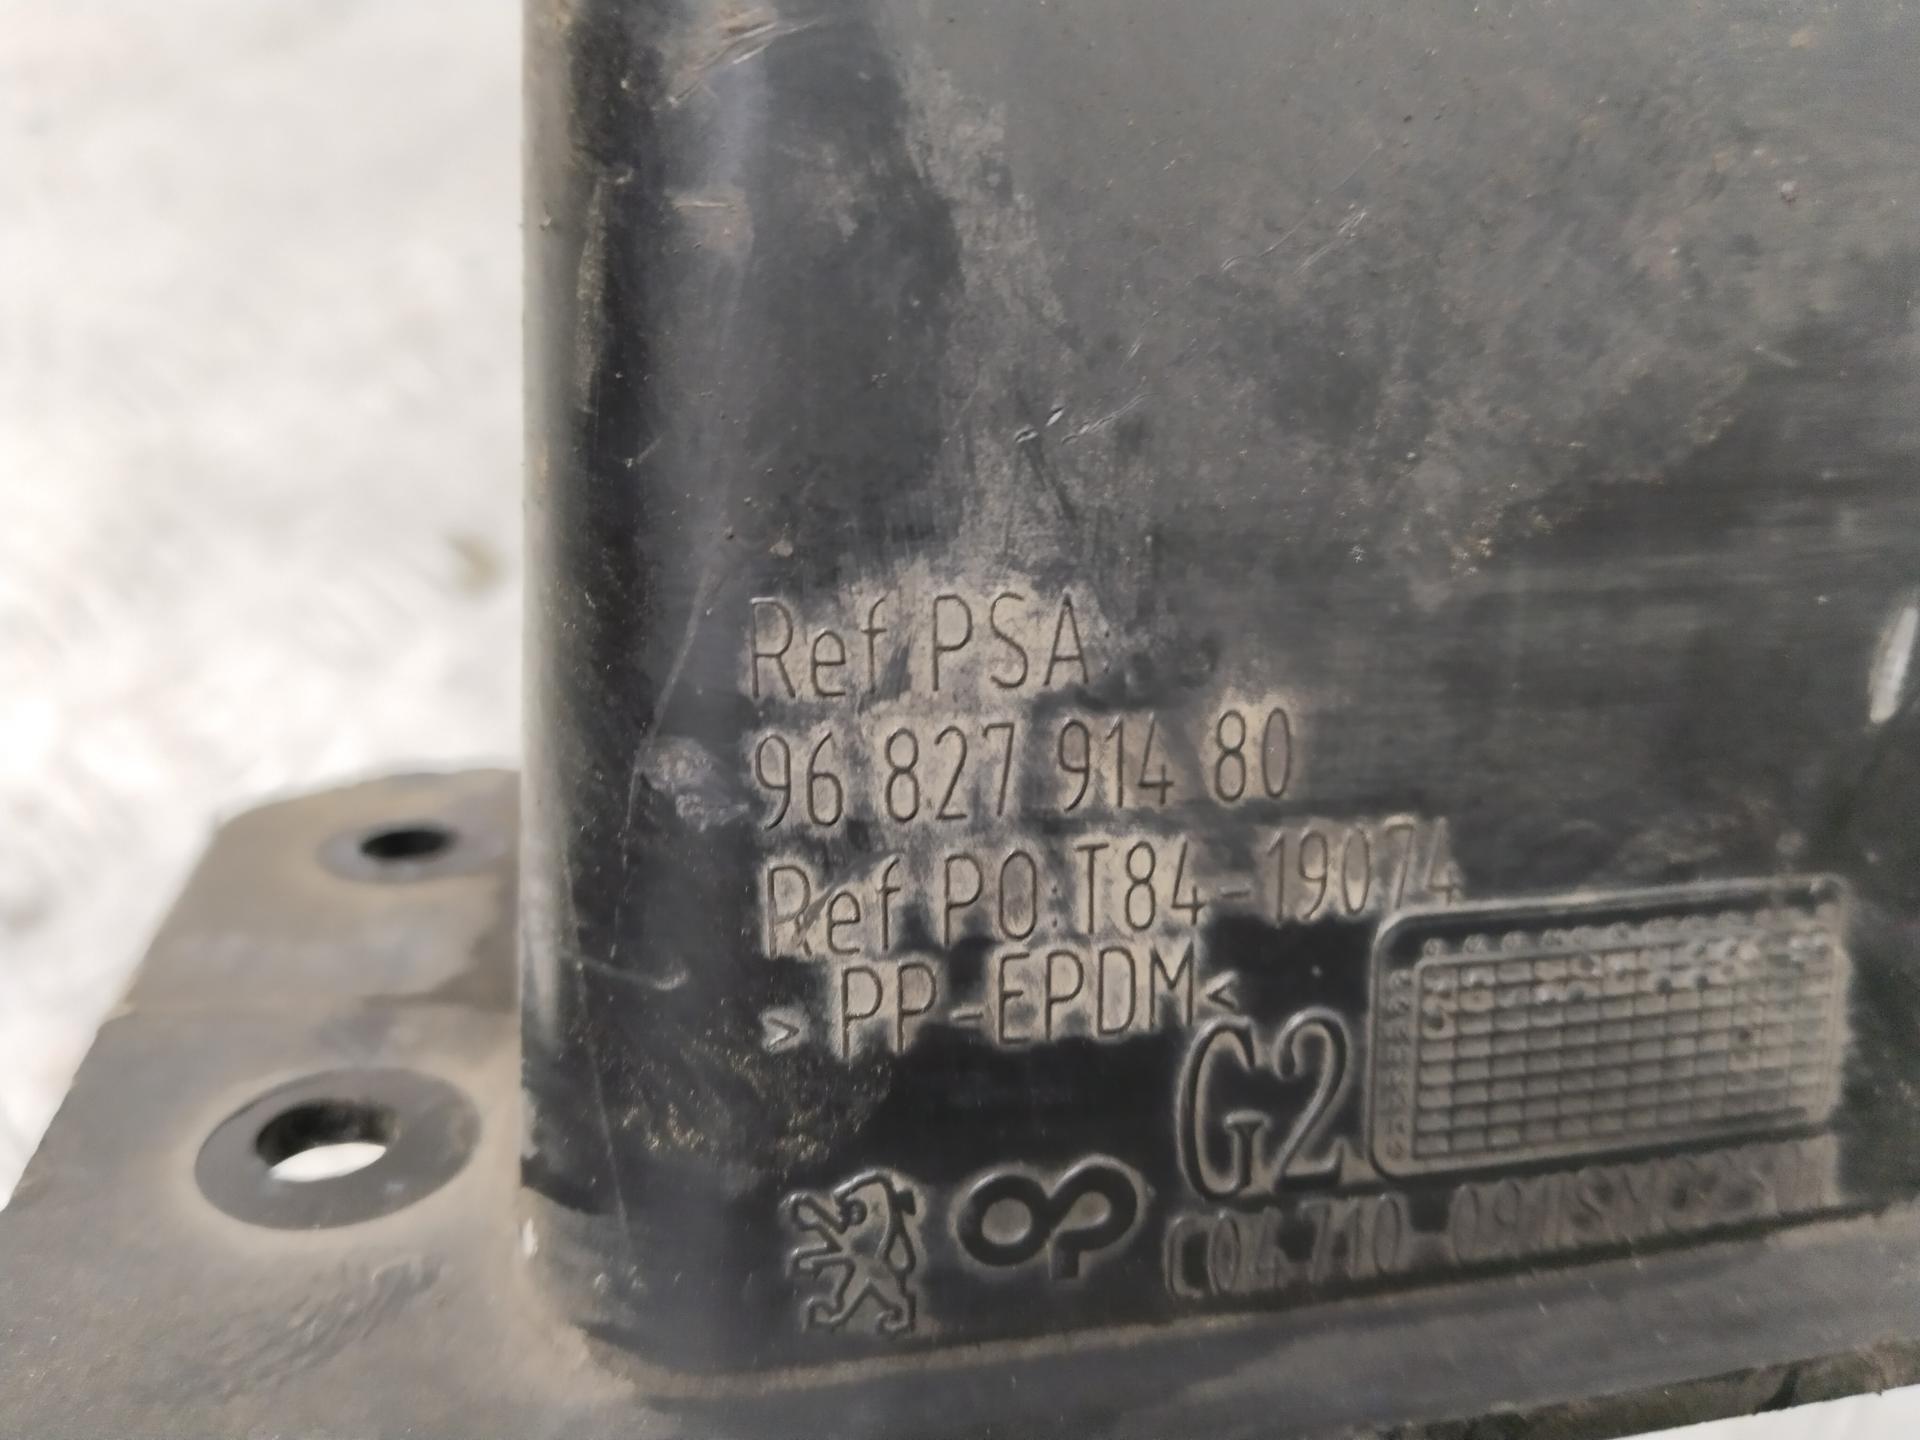 Ref PSA:
96 827 914 80
Ref PO:T84-19074
> PP-EPDM<
G2